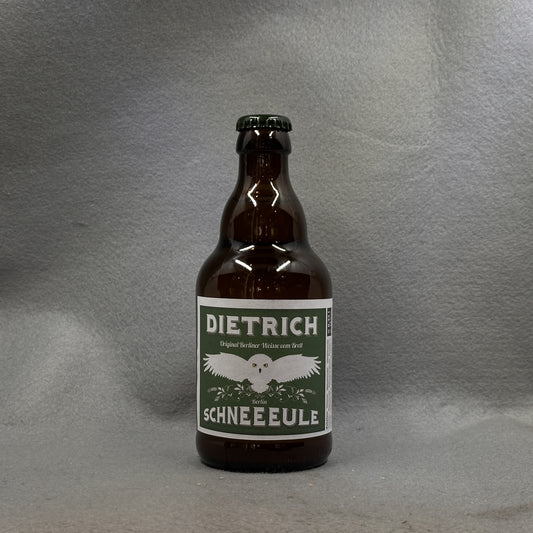 DIETRICH
Original Berliner Weisse vom Brett
Berlin
SCHNEEEULE